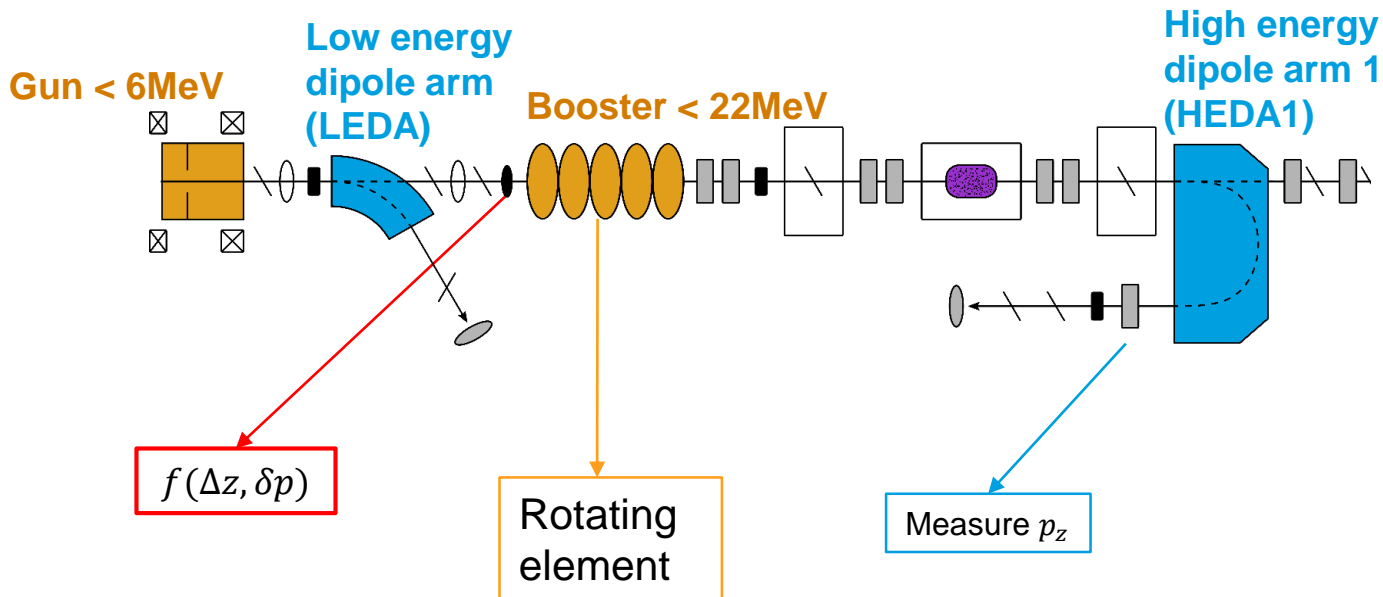 Gun < 6MeV
Low energy
dipole arm
(LEDA)
Booster < 22MeV
High energy
dipole arm 1
(HEDA1)
f(Δz, δp)
Rotating
element
Measure p_z